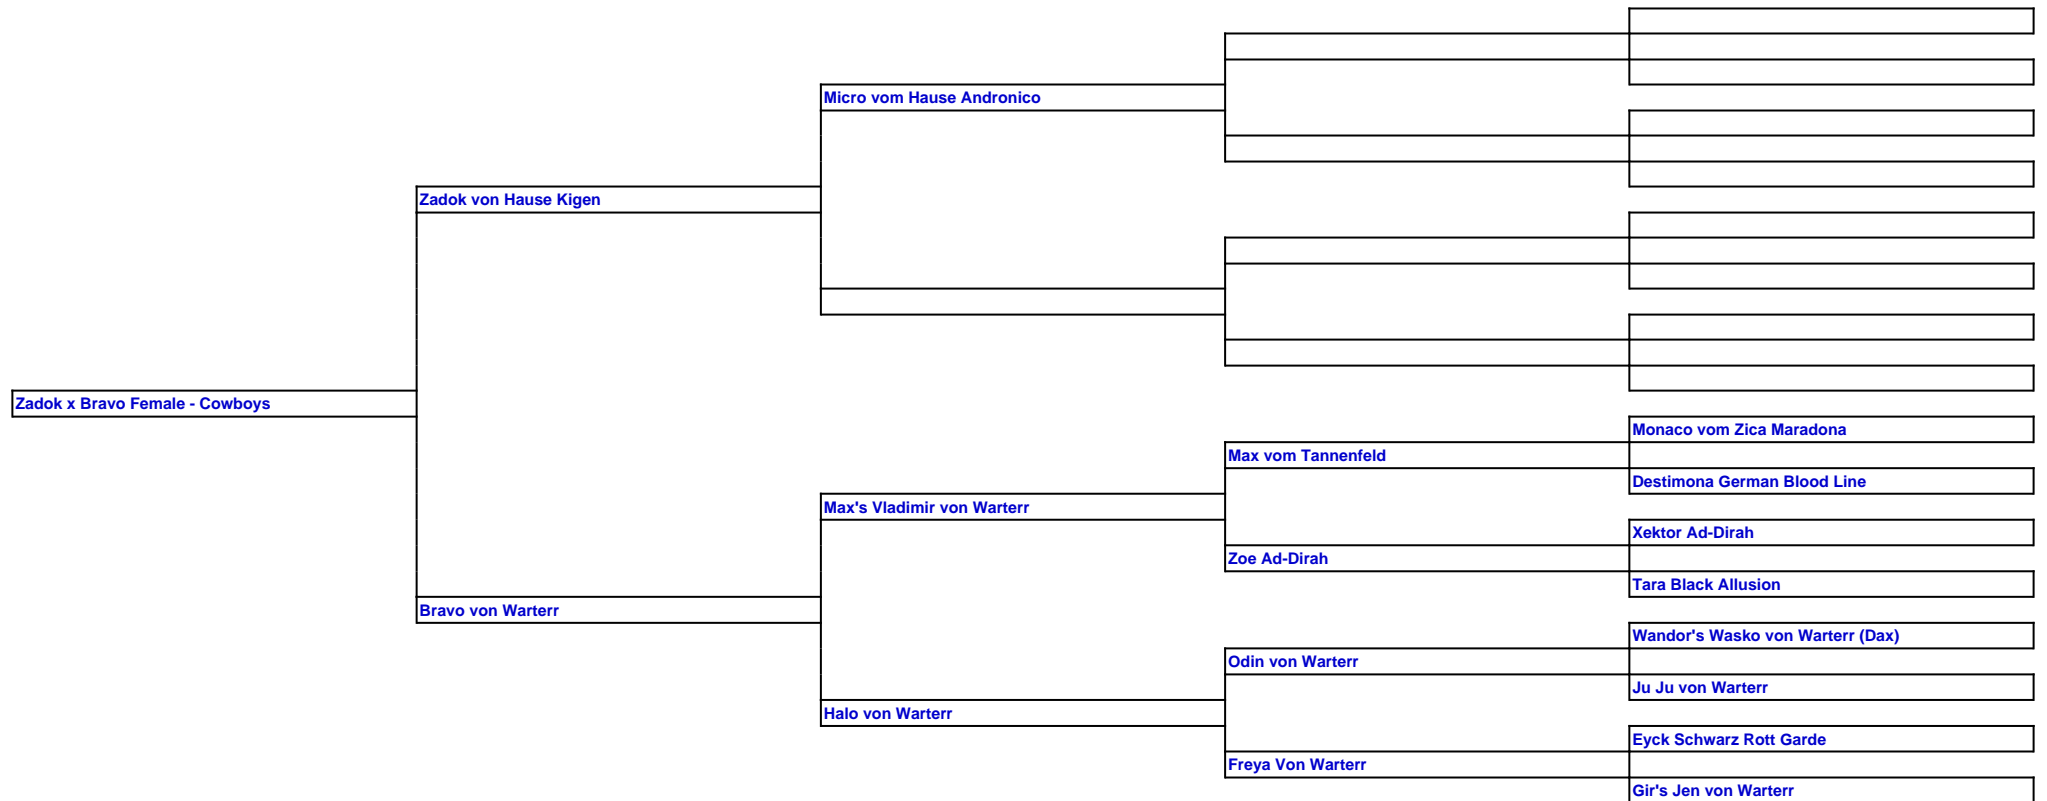 Micro vom Hause Andronico
Zadok von Hause Kigen
Zadok x Bravo Female - Cowboys
Monaco vom Zica Maradona
Max vom Tannenfeld
Destimona German Blood Line
Max's Vladimir von Warterr
Xektor Ad-Dirah
Zoe Ad-Dirah
Tara Black Allusion
Bravo von Warterr
Wandor's Wasko von Warterr (Dax)
Odin von Warterr
Ju Ju von Warterr
Halo von Warterr
Eyck Schwarz Rott Garde
Freya Von Warterr
Gir's Jen von Warterr